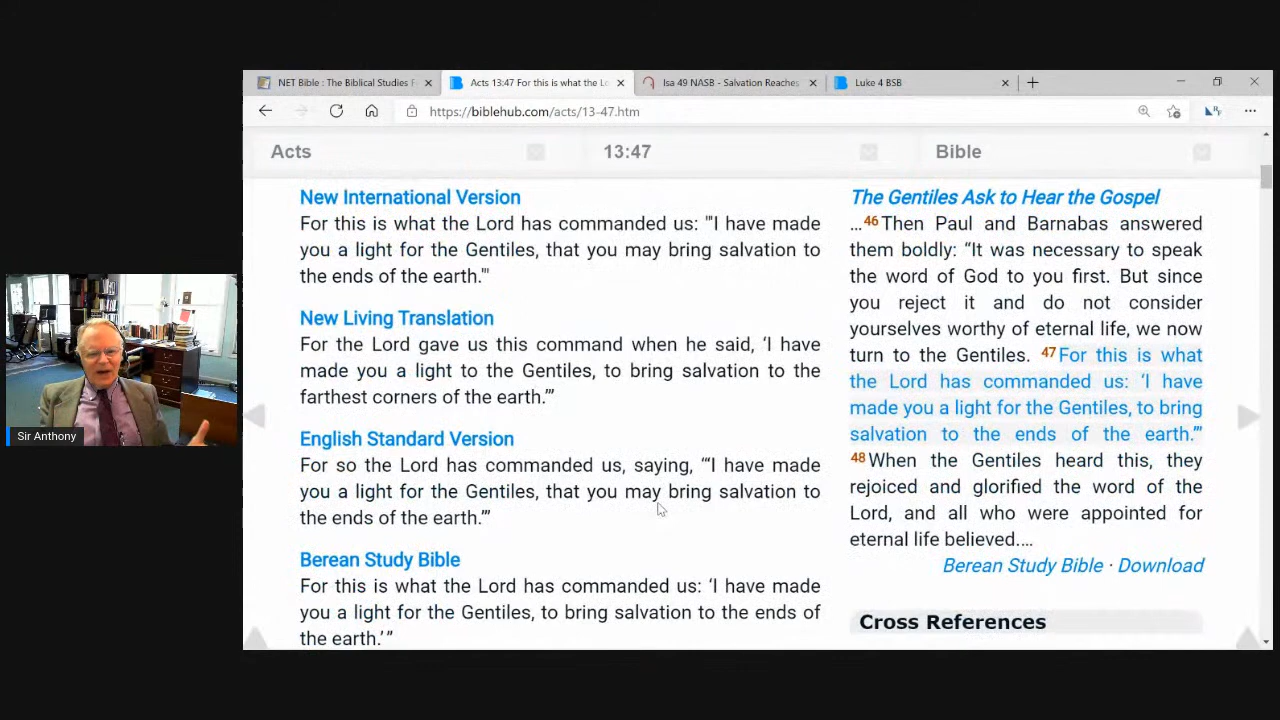 NET Bible : The Biblical Studies F
Acts 13:47 For this is what the Lo
Isa 49 NASB - Salvation Reaches
Luke 4 BSB
https://biblehub.com/acts/13-47.htm
Acts
13:47
Bible
New International Version
For this is what the Lord has commanded us: "'I have made
you a light for the Gentiles, that you may bring salvation to
the ends of the earth.'"
New Living Translation
For the Lord gave us this command when he said, ‘I have
made you a light to the Gentiles, to bring salvation to the
farthest corners of the earth.’”
English Standard Version
For so the Lord has commanded us, saying, “‘I have made
you a light for the Gentiles, that you may bring salvation to
the ends of the earth.’”
Berean Study Bible
For this is what the Lord has commanded us: ‘I have made
you a light for the Gentiles, to bring salvation to the ends of
the earth.’”
The Gentiles Ask to Hear the Gospel
…46Then Paul and Barnabas answered
them boldly: “It was necessary to speak
the word of God to you first. But since
you reject it and do not consider
yourselves worthy of eternal life, we now
turn to the Gentiles. 47For this is what
the Lord has commanded us: ‘I have
made you a light for the Gentiles, to bring
salvation to the ends of the earth.’”
48When the Gentiles heard this, they
rejoiced and glorified the word of the
Lord, and all who were appointed for
eternal life believed.…
Berean Study Bible · Download
Cross References
Sir Anthony